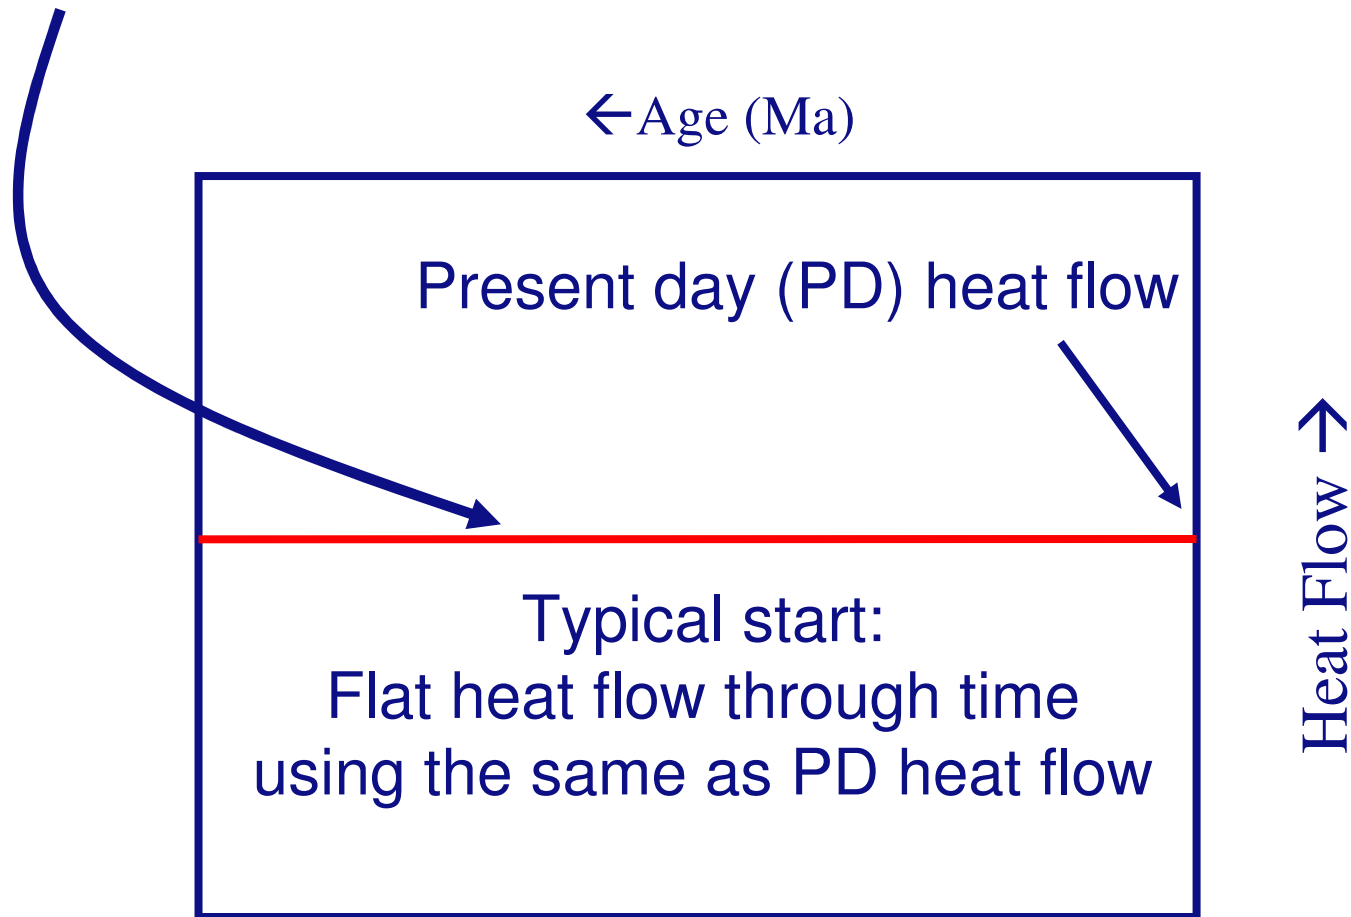 ←Age (Ma)
Present day (PD) heat flow
Typical start:
Flat heat flow through time
using the same as PD heat flow
Heat Flow →